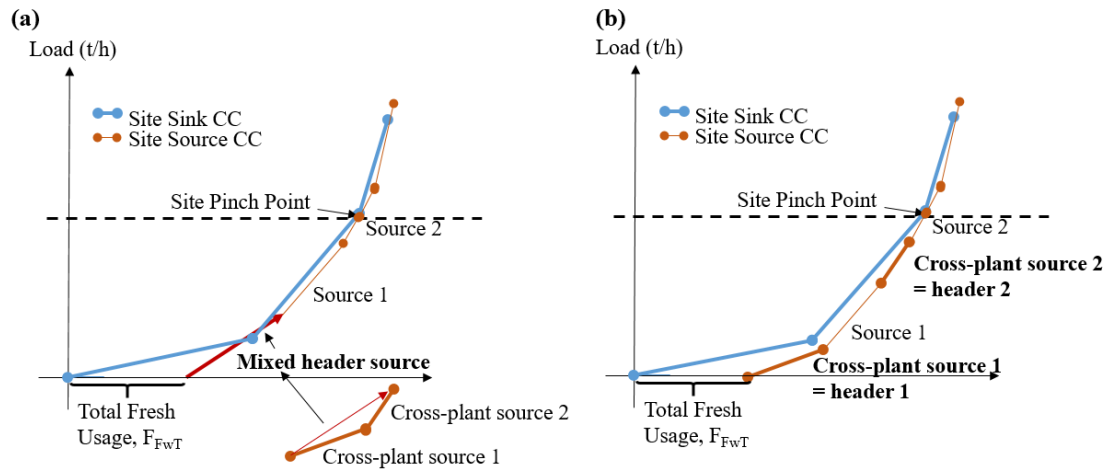 (a)
Load (t/h)
Site Sink CC
Site Source CC
Site Pinch Point
Source 2
Source 1
Mixed header source
Total Fresh
Usage, F_FwT
Cross-plant source 2
Cross-plant source 1
(b)
Load (t/h)
Site Sink CC
Site Source CC
Site Pinch Point
Source 2
Cross-plant source 2
= header 2
Source 1
Cross-plant source 1
= header 1
Total Fresh
Usage, F_FwT